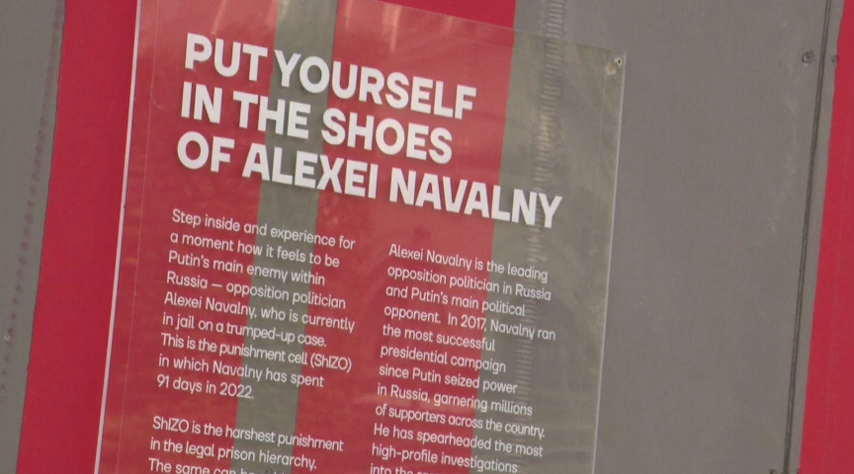 PUT YOURSELF
IN THE SHOES
OF ALEXEI NAVALNY
Step inside and experience for
a moment how it feels to be
Putin's main enemy within
Russia — opposition politician
Alexei Navalny, who is currently
in jail on a trumped-up case.
This is the punishment cell (ShIZO)
in which Navalny has spent
91 days in 2022.
ShIZO is the harshest punishment
in the legal prison hierarchy.
The same can
Alexei Navalny is the leading
opposition politician in Russia
and Putin's main political
opponent. In 2017, Navalny ran
the most successful
presidential campaign
since Putin seized power
in Russia, garnering millions
of supporters across the country.
He has spearheaded the most
high-profile investigations
into the